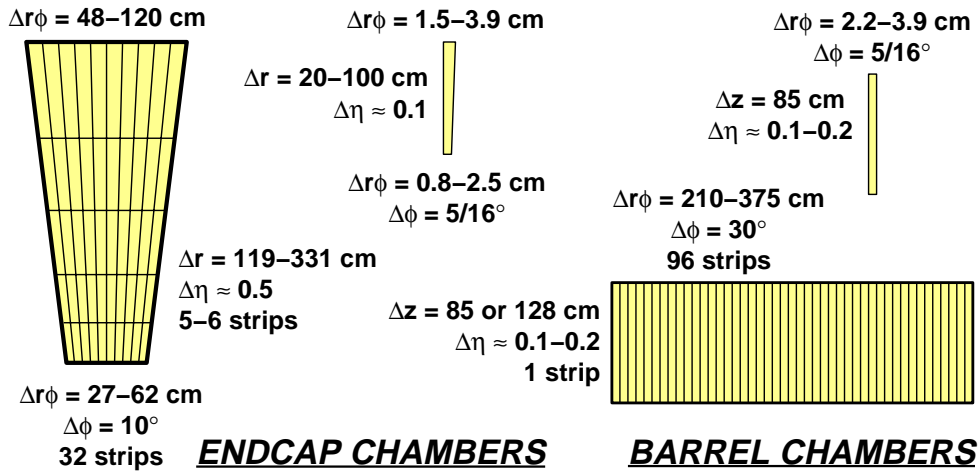 Δrϕ = 48–120 cm
Δr = 119–331 cm
Δη ≈ 0.5
5–6 strips
Δrϕ = 27–62 cm
Δϕ = 10°
32 strips
Δrϕ = 1.5–3.9 cm
Δr = 20–100 cm
Δη ≈ 0.1
Δrϕ = 0.8–2.5 cm
Δϕ = 5/16°
ENDCAP CHAMBERS
Δrϕ = 2.2–3.9 cm
Δϕ = 5/16°
Δz = 85 cm
Δη ≈ 0.1–0.2
Δrϕ = 210–375 cm
Δϕ = 30°
96 strips
Δz = 85 or 128 cm
Δη ≈ 0.1–0.2
1 strip
BARREL CHAMBERS